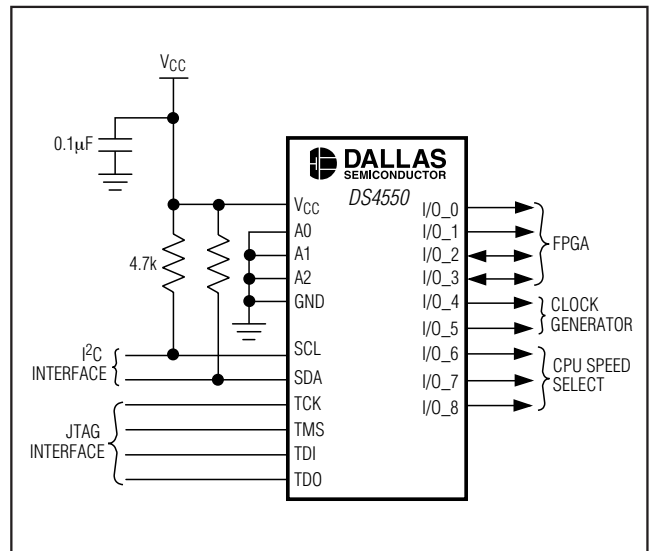 VCC
0.1μF
4.7k
I2C
INTERFACE
JTAG
INTERFACE
DALLAS
SEMICONDUCTOR
DS4550
VCC
A0
A1
A2
GND
SCL
SDA
TCK
TMS
TDI
TDO
I/O_0
I/O_1
I/O_2
I/O_3
I/O_4
I/O_5
I/O_6
I/O_7
I/O_8
FPGA
CLOCK
GENERATOR
CPU SPEED
SELECT